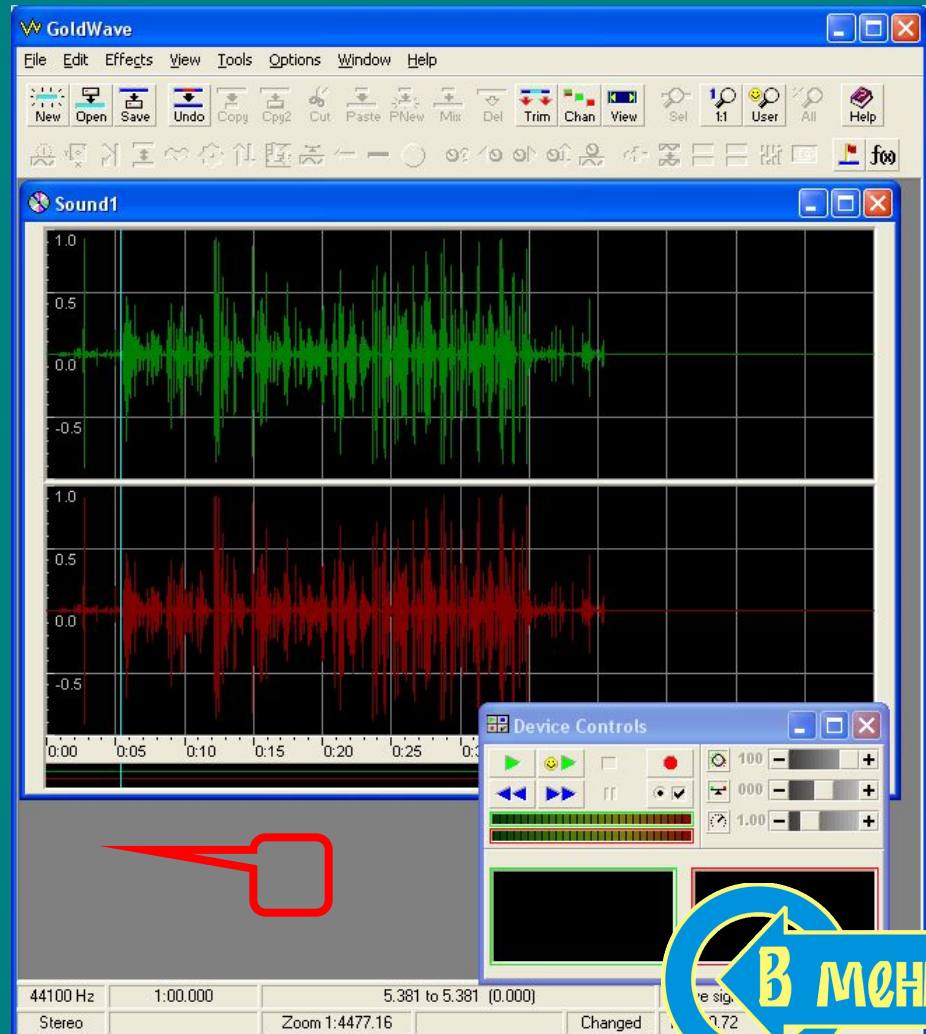 GoldWave
File Edit Effects View Tools Options Window Help
New Open Save Undo Copy Cpy2 Cut Paste PNew Mix Del Trim Chan View Sel 1:1 User All Help
f(x)
Sound1
1.0
0.5
0.0
-0.5
1.0
0.5
0.0
-0.5
0:00 0:05 0:10 0:15 0:20 0:25
Device Controls
100
000
1.00
44100 Hz 1:00.000 5.381 to 5.381 (0.000)
Stereo Zoom 1:4477.16 Changed
В